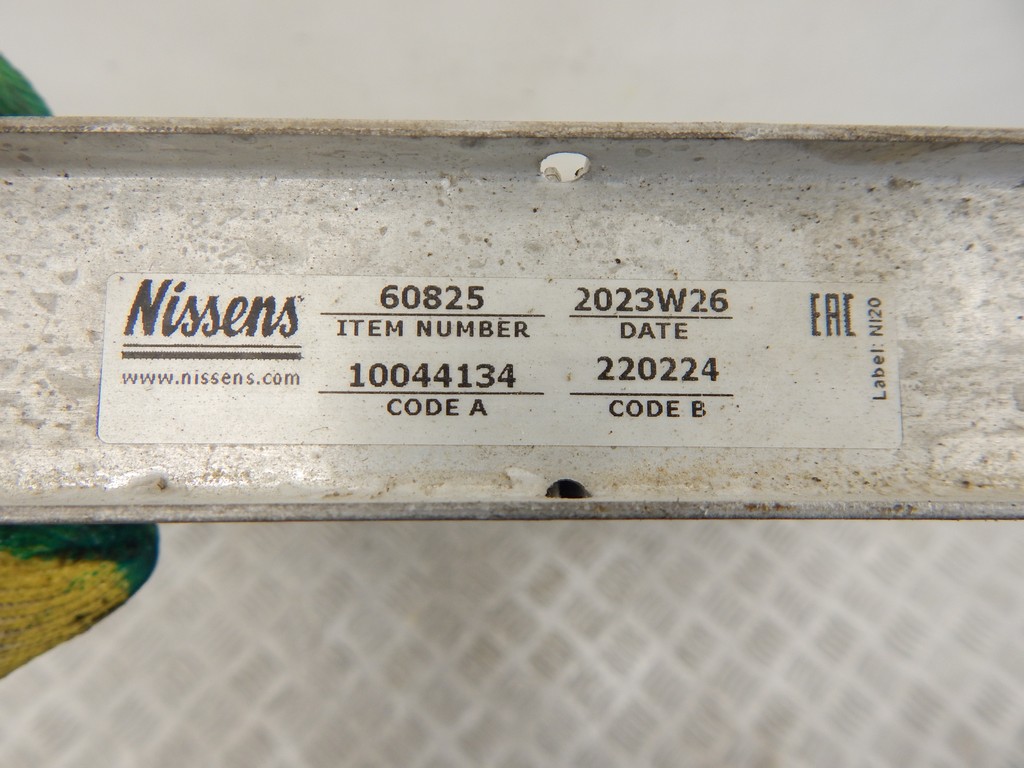 Nissens
www.nissens.com
60825
ITEM NUMBER
10044134
CODE A
2023W26
DATE
220224
CODE B
EAC
Label: NI20